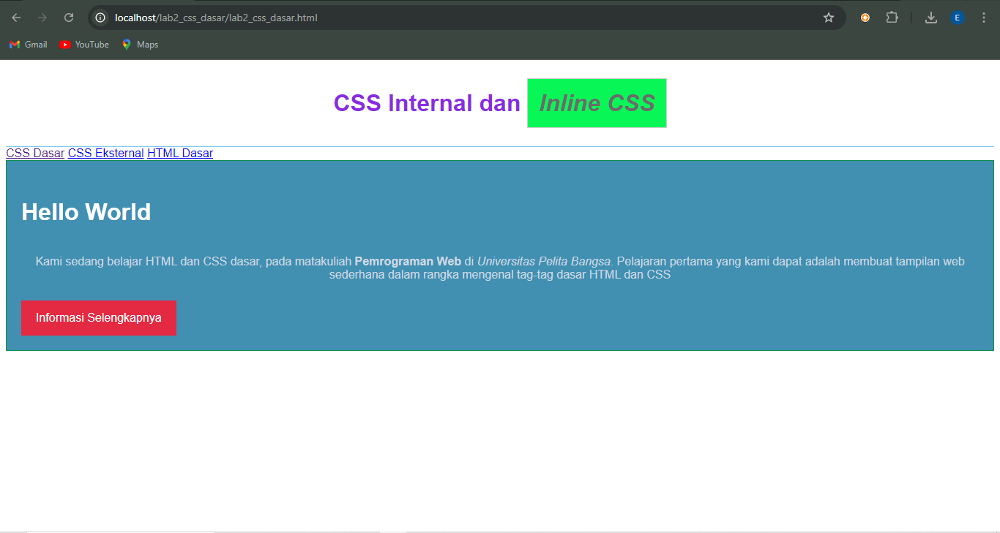 localhost/lab2_css_dasar/lab2_css_dasar.html
E
Gmail YouTube Maps
CSS Internal dan Inline CSS
CSS Dasar CSS Eksternal HTML Dasar
Hello World
Kami sedang belajar HTML dan CSS dasar, pada matakuliah Pemrograman Web di Universitas Pelita Bangsa. Pelajaran pertama yang kami dapat adalah membuat tampilan web
sederhana dalam rangka mengenal tag-tag dasar HTML dan CSS
Informasi Selengkapnya